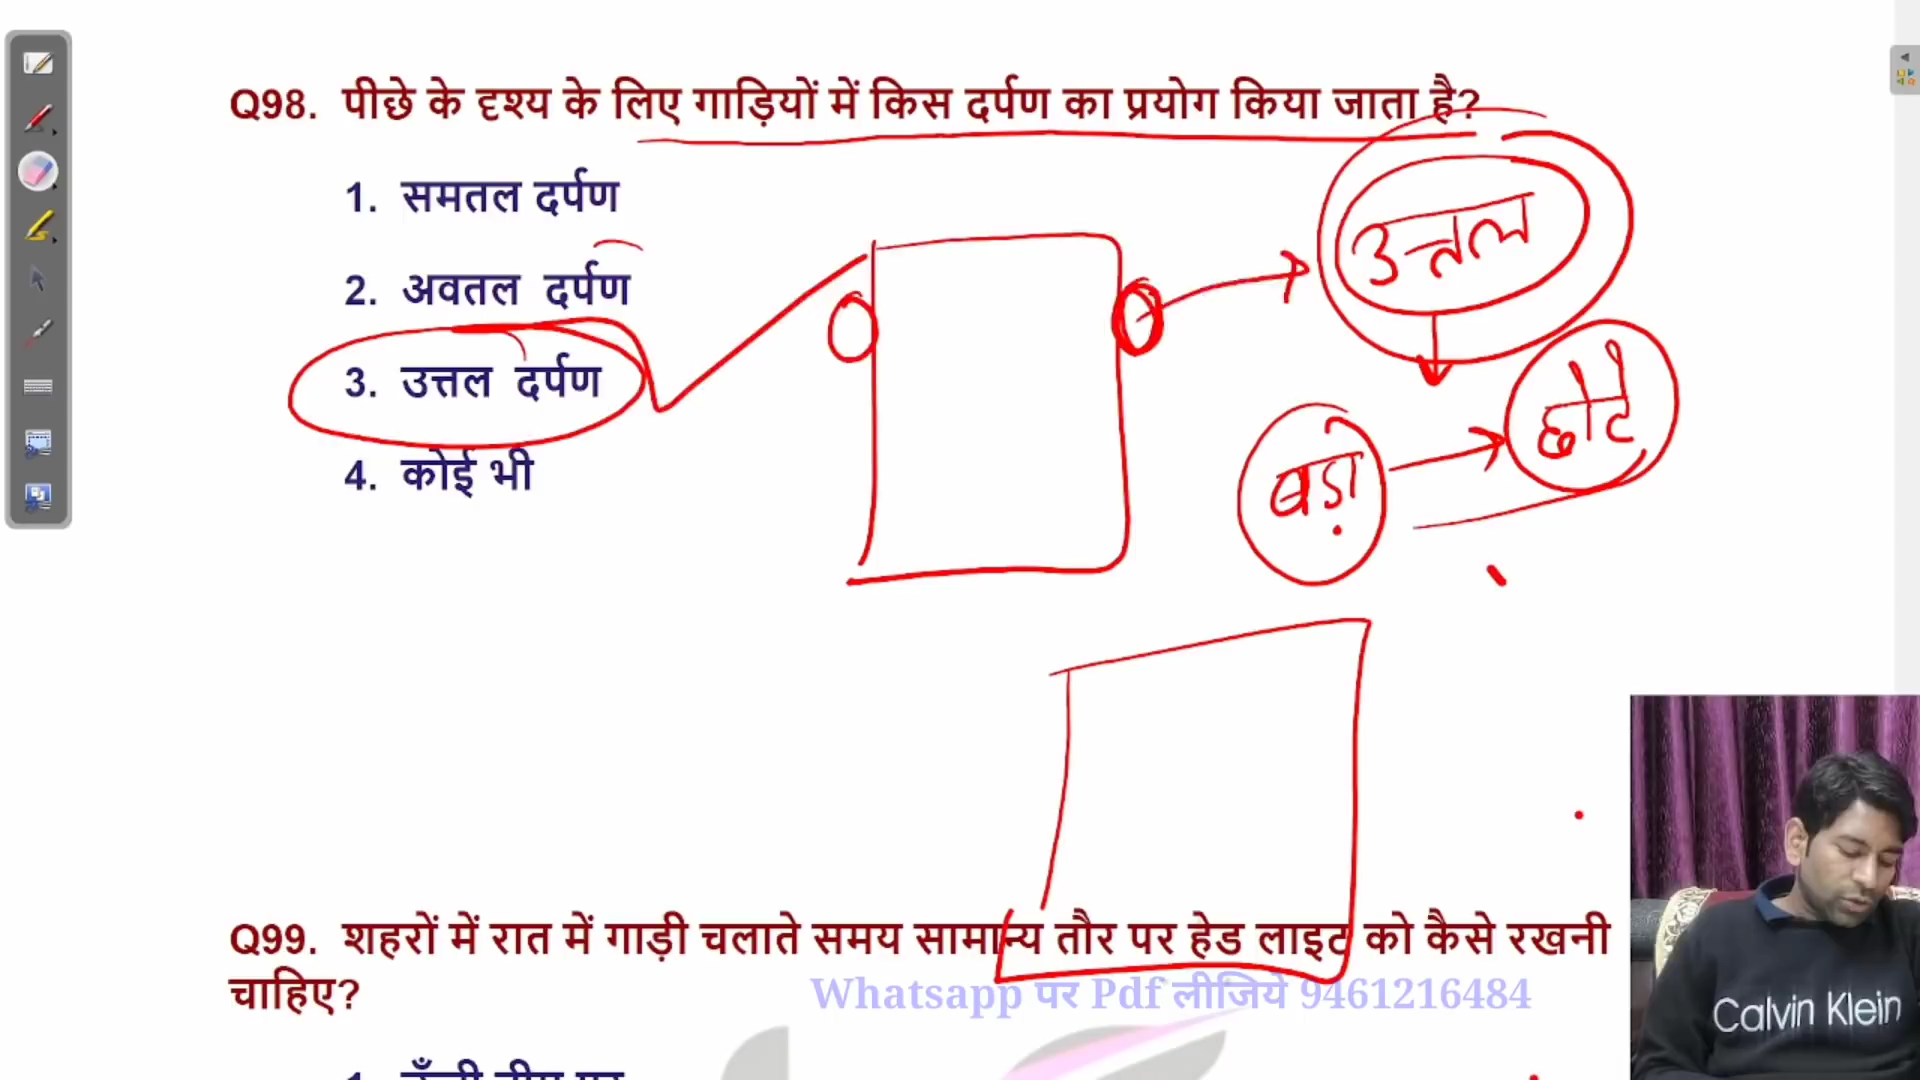 Q98. पीछे के दृश्य के लिए गाड़ियों में किस दर्पण का प्रयोग किया जाता है?
1. समतल दर्पण
2. अवतल दर्पण
3. उत्तल दर्पण
4. कोई भी
उत्तल
बड़े → छोटे
Q99. शहरों में रात में गाड़ी चलाते समय सामान्य तौर पर हेड लाइट को कैसे रखनी
चाहिए?
Whatsapp पर Pdf लीजिये 9461216484
Calvin Klein